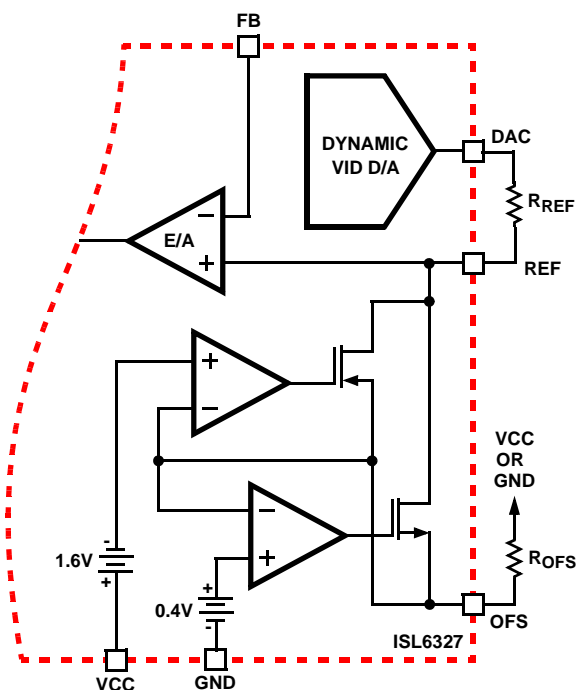 FB
DYNAMIC
VID D/A
DAC
RREF
E/A
-
+
REF
+
-
VCC
OR
GND
-
+
-
1.6V
+
+
0.4V
-
ROFS
OFS
ISL6327
VCC
GND